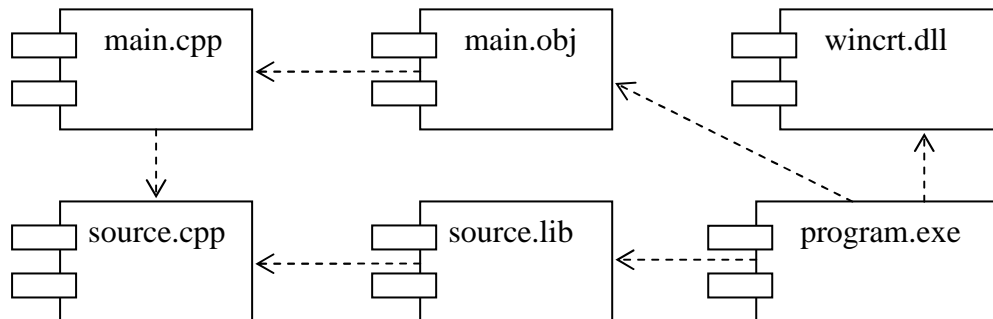 main.cpp
main.obj
wincrt.dll
source.cpp
source.lib
program.exe